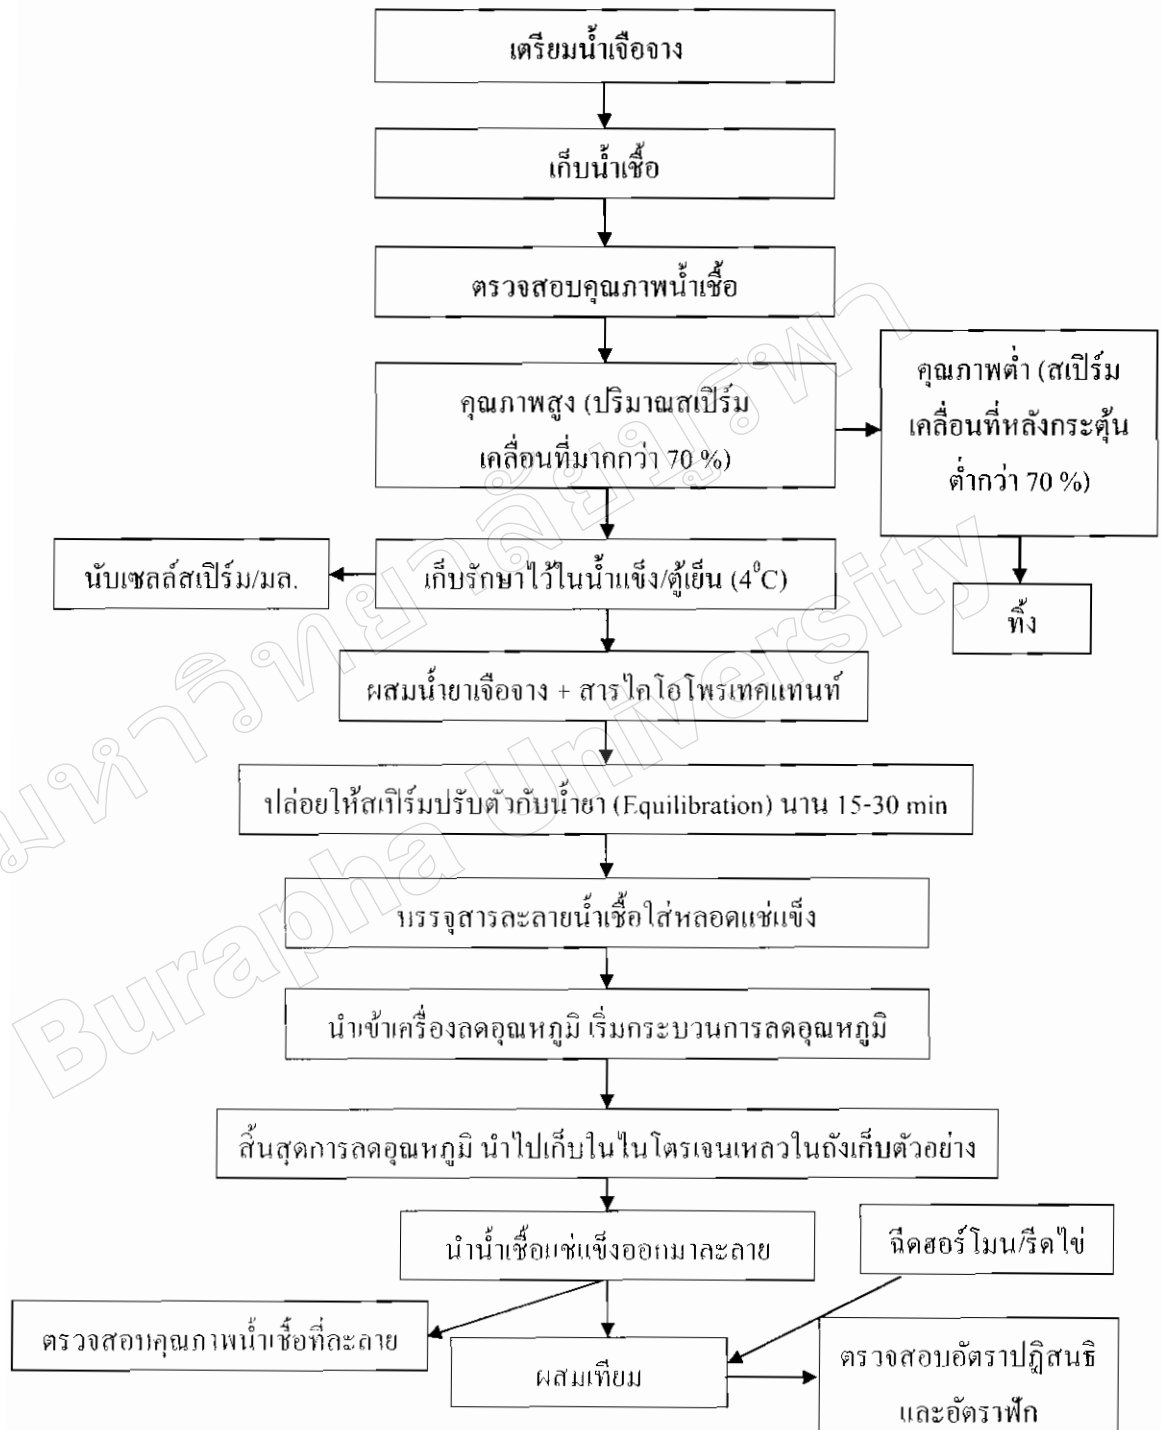 เตรียมน้ำเจือจาง
เก็บน้ำเชื้อ
ตรวจสอบคุณภาพน้ำเชื้อ
คุณภาพสูง (ปริมาณสเปิร์ม
เคลื่อนที่มากกว่า 70 %)
คุณภาพต่ำ (สเปิร์ม
เคลื่อนที่หลังกระตุ้น
ต่ำกว่า 70 %)
นับเซลล์สเปิร์ม/มล.
เก็บรักษาไว้ในน้ำแข็ง/ตู้เย็น (4⁰C)
ทิ้ง
ผสมน้ำยาเจือจาง + สารไคโอโพรเทคแทนท์
ปล่อยให้สเปิร์มปรับตัวกับน้ำยา (Equilibration) นาน 15-30 min
บรรจุสารละลายน้ำเชื้อใส่หลอดแช่แข็ง
นำเข้าเครื่องลดอุณหภูมิ เริ่มกระบวนการลดอุณหภูมิ
สิ้นสุดการลดอุณหภูมิ นำไปเก็บในไนโตรเจนเหลวในถังเก็บตัวอย่าง
นำน้ำเชื้อแช่แข็งออกมาละลาย
ฉีดฮอร์โมน/รีดไข่
ตรวจสอบคุณภาพน้ำเชื้อที่ละลาย
ผสมเทียม
ตรวจสอบอัตราปฏิสนธิ
และอัตราฟัก
มหาวิทยาลัยบูรพา
Burapha University